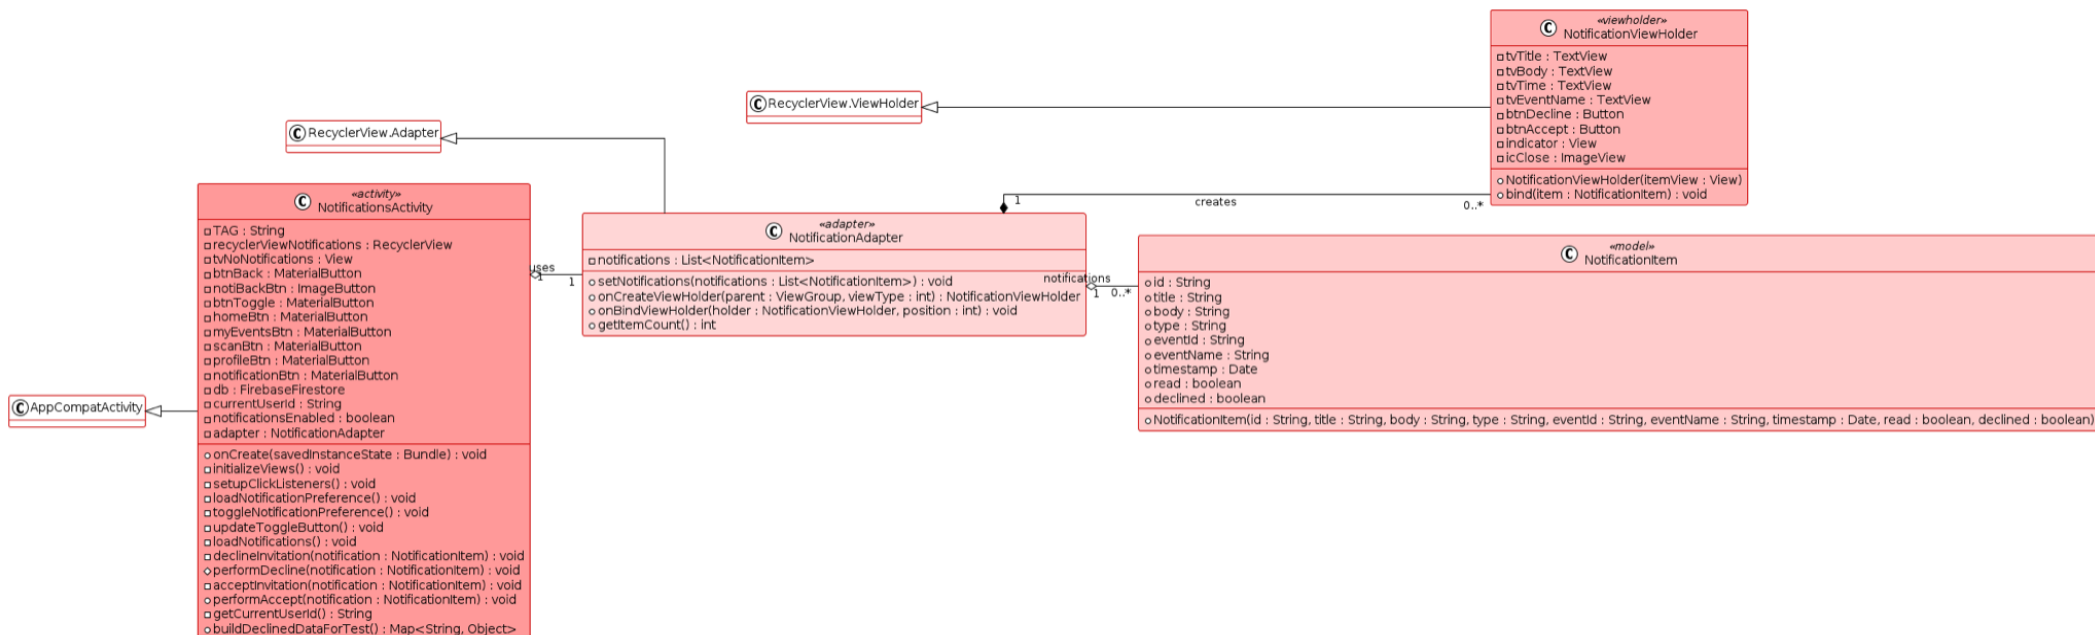 «viewholder»
C
NotificationViewHolder
tvTitle : TextView
tvBody : TextView
tvTime : TextView
tvEventName : TextView
btnDecline : Button
btnAccept : Button
indicator : View
icClose : ImageView
NotificationViewHolder(itemView : View)
bind(item : NotificationItem) : void
C RecyclerView.ViewHolder
C RecyclerView.Adapter
«activity»
C
NotificationsActivity
TAG : String
recyclerViewNotifications : RecyclerView
tvNoNotifications : View
btnBack : MaterialButton
notiBackBtn : ImageButton
btnToggle : MaterialButton
homeBtn : MaterialButton
myEventsBtn : MaterialButton
scanBtn : MaterialButton
profileBtn : MaterialButton
notificationBtn : MaterialButton
db : FirebaseFirestore
currentUserId : String
notificationsEnabled : boolean
adapter : NotificationAdapter
onCreate(savedInstanceState : Bundle) : void
initializeViews() : void
setupClickListeners() : void
loadNotificationPreference() : void
toggleNotificationPreference() : void
updateToggleButton() : void
loadNotifications() : void
declineInvitation(notification : NotificationItem) : void
performDecline(notification : NotificationItem) : void
acceptInvitation(notification : NotificationItem) : void
performAccept(notification : NotificationItem) : void
getCurrentUserId() : String
buildDeclinedDataForTest() : Map<String, Object>
C AppCompatActivity
uses
1
1
«adapter»
C
NotificationAdapter
notifications : List<NotificationItem>
setNotifications(notifications : List<NotificationItem>) : void
onCreateViewHolder(parent : ViewGroup, viewType : int) : NotificationViewHolder
onBindViewHolder(holder : NotificationViewHolder, position : int) : void
getItemCount() : int
1
creates
0..*
notifications
1
0..*
«model»
C
NotificationItem
id : String
title : String
body : String
type : String
eventId : String
eventName : String
timestamp : Date
read : boolean
declined : boolean
NotificationItem(id : String, title : String, body : String, type : String, eventId : String, eventName : String, timestamp : Date, read : boolean, declined : boolean)